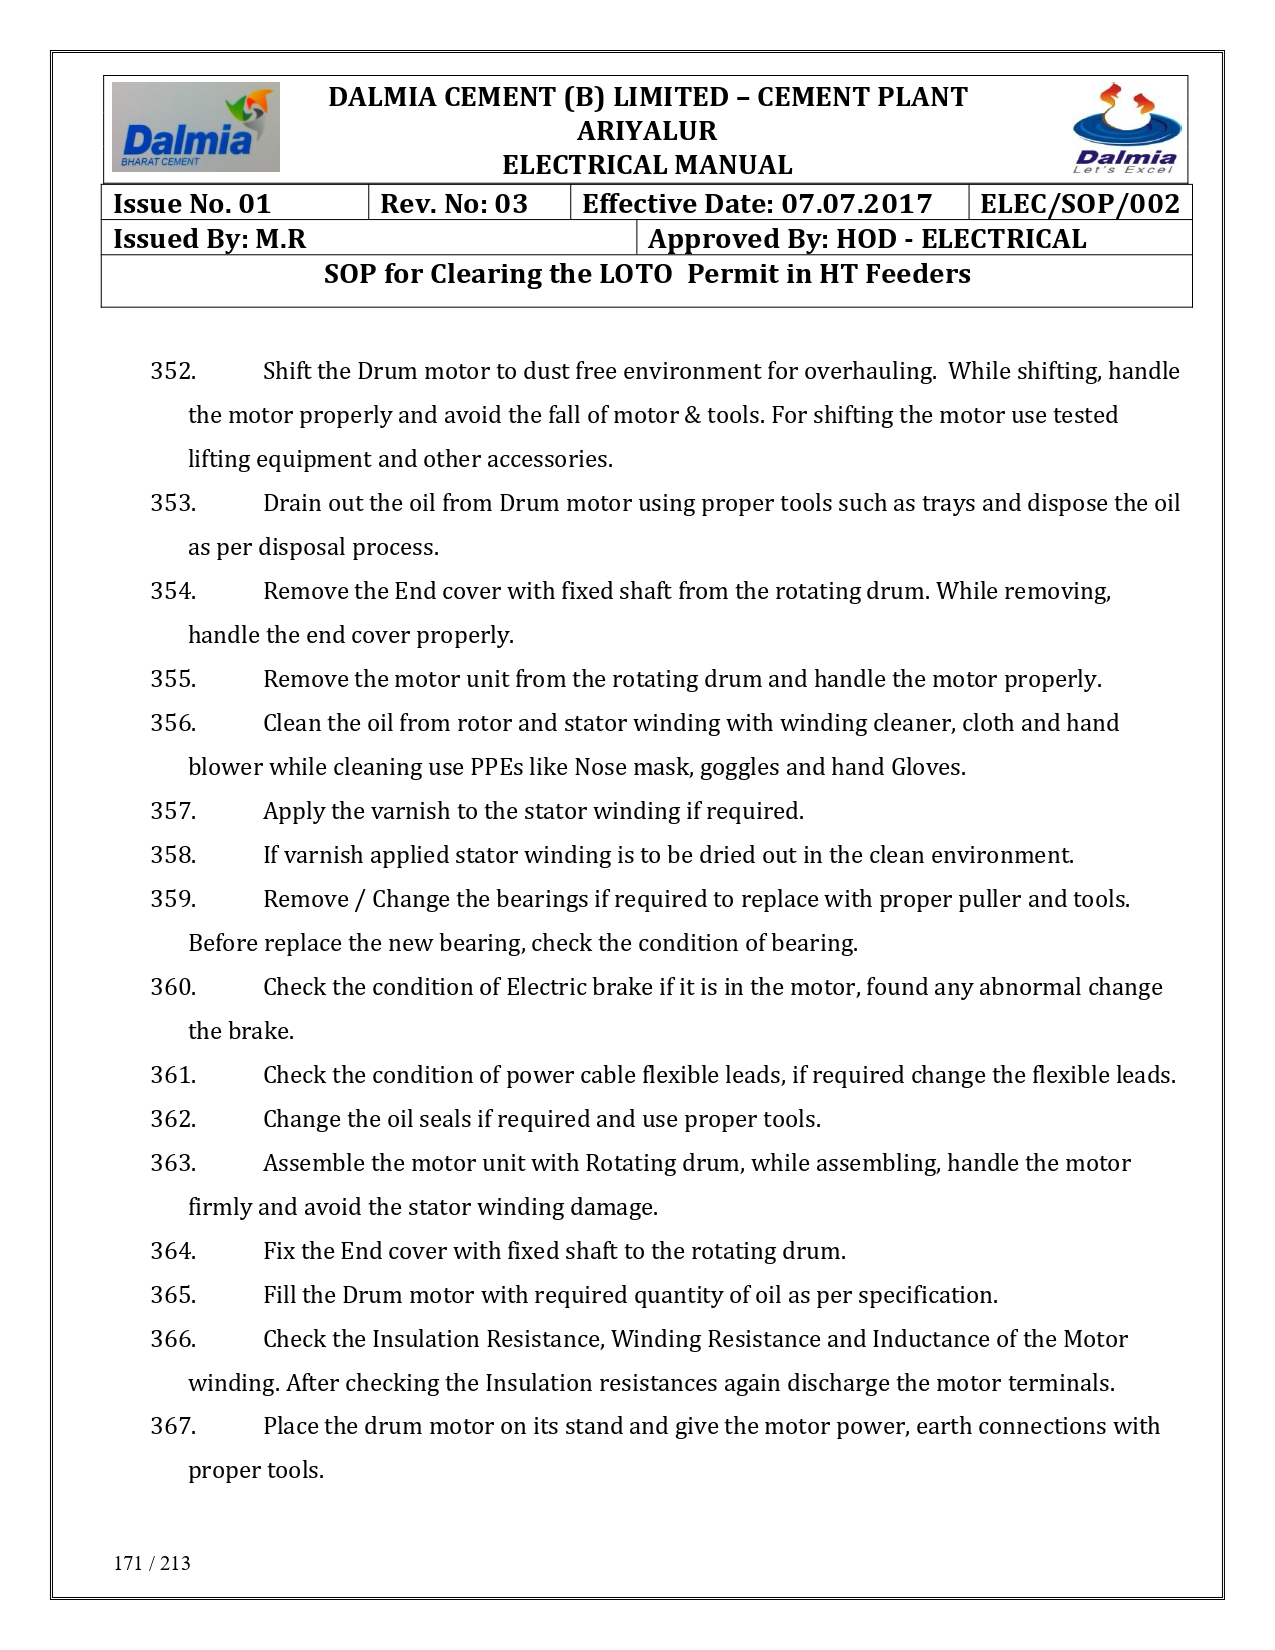 Dalmia
BHARAT CEMENT
DALMIA CEMENT (B) LIMITED – CEMENT PLANT
ARIYALUR
ELECTRICAL MANUAL
Dalmia
Let's Excel
Issue No. 01 Rev. No: 03 Effective Date: 07.07.2017 ELEC/SOP/002
Issued By: M.R Approved By: HOD - ELECTRICAL
SOP for Clearing the LOTO  Permit in HT Feeders
352. Shift the Drum motor to dust free environment for overhauling.  While shifting, handle
the motor properly and avoid the fall of motor & tools. For shifting the motor use tested
lifting equipment and other accessories.
353. Drain out the oil from Drum motor using proper tools such as trays and dispose the oil
as per disposal process.
354. Remove the End cover with fixed shaft from the rotating drum. While removing,
handle the end cover properly.
355. Remove the motor unit from the rotating drum and handle the motor properly.
356. Clean the oil from rotor and stator winding with winding cleaner, cloth and hand
blower while cleaning use PPEs like Nose mask, goggles and hand Gloves.
357. Apply the varnish to the stator winding if required.
358. If varnish applied stator winding is to be dried out in the clean environment.
359. Remove / Change the bearings if required to replace with proper puller and tools.
Before replace the new bearing, check the condition of bearing.
360. Check the condition of Electric brake if it is in the motor, found any abnormal change
the brake.
361. Check the condition of power cable flexible leads, if required change the flexible leads.
362. Change the oil seals if required and use proper tools.
363. Assemble the motor unit with Rotating drum, while assembling, handle the motor
firmly and avoid the stator winding damage.
364. Fix the End cover with fixed shaft to the rotating drum.
365. Fill the Drum motor with required quantity of oil as per specification.
366. Check the Insulation Resistance, Winding Resistance and Inductance of the Motor
winding. After checking the Insulation resistances again discharge the motor terminals.
367. Place the drum motor on its stand and give the motor power, earth connections with
proper tools.
171 / 213